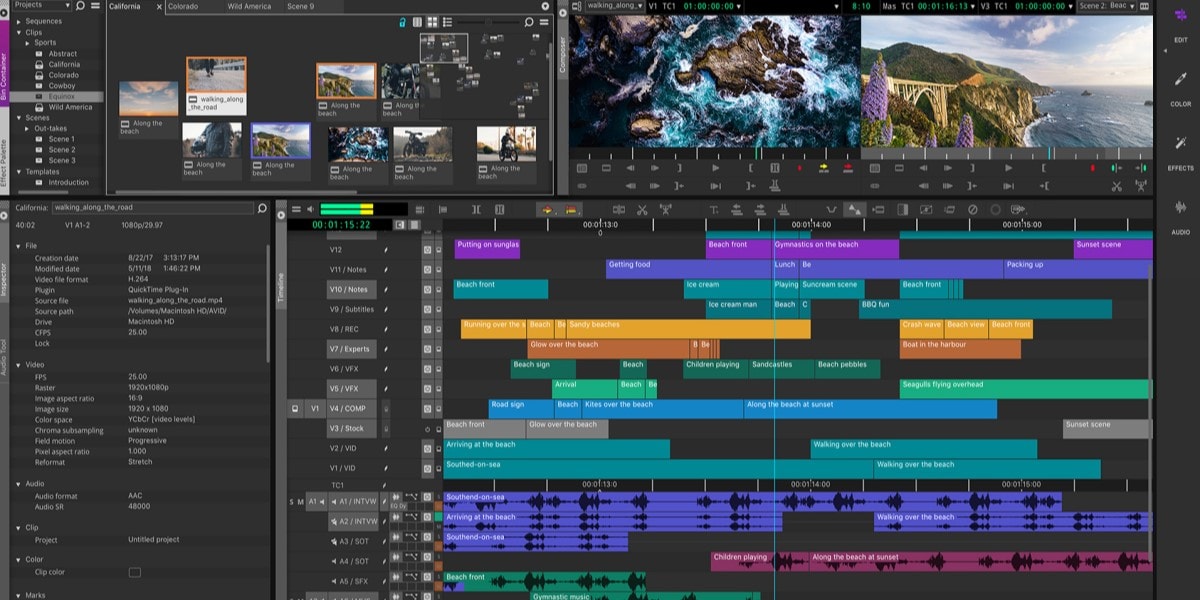 Projects
Sequences
Clips
Sports
Abstract
California
Colorado
Cowboy
Equinox
Wild America
Scenes
Out-takes
Scene 1
Scene 2
Scene 3
Templates
Introduction
Bin Container
Effect Palette
California
Colorado
Wild America
Scene 9
Along the
beach
walking_along
_the_road
Along the
beach
Along the
beach
Along the
beach
Along th
beach
Along the
beach
Along the
beach
Along the
beach
Composer
walking_along_
V1 TC1 01:00:00:00
8:10
Mas TC1 00:01:16:13
V3 TC1 01:00:00:00
Scene 2: Beac
EDIT
COLOR
EFFECTS
AUDIO
California: walking_along_the_road
40:02 V1 A1-2 1080p/29.97
File
Creation date 8/22/17 3:13:17 PM
Modified date 5/11/18 1:46:22 PM
Video file format H.264
Plugin QuickTime Plug-In
Source file walking_along_the_road.mp4
Source path /Volumes/Macintosh HD/AVID/
Drive Macintosh HD
CFPS 25.00
Lock
Video
FPS 25.00
Raster 1920x1080p
Image aspect ratio 16:9
Image size 1920 x 1080
Color space YCbCr [video levels]
Chroma subsampling unknown
Field motion Progressive
Pixel aspect ratio 1.000
Reformat Stretch
Audio
Audio format AAC
Audio SR 48000
Clip
Project Untitled project
Color
Clip color
Marks
Inspector
Audio Tool
Timeline
00:01:15:22
00:01:13:0
0
00:01:14:00
00:01:15:00
V12 Putting on sunglas Beach front Gymnastics on the beach Sunset scene
V11 / Notes Getting food Lunch Be Packing up
V10 / Notes Beach front Ice cream Playing Suncream scene Beach front
V9 / Subtitles Ice cream man Beach C BBQ fun
V8 / REC Running over the s Beach Be Sandy beaches Crash wave Beach view Beach front
V7 / Experts Glow over the beach B Be Boat in the harbour
V6 / VFX Beach sign Beach Children playing Sandcastles Beach pebbles
V5 / VFX Arrival Beach Be Seagulls flying overhead
V1 V4 / COMP Road sign Beach Kites over the beach Along the beach at sunset
V3 / Stock Beach front Glow over the beach Sunset scene
V2 / VID Arriving at the beach Walking over the beach
V1 / VID Southed-on-sea Walking over the beach
TC1 00:01:13:0 00:01:14:00 00:01:15:00
S M A1 A1 / INTVW Southend-on-sea
A2 / INTVW Arriving at the beach Walking over the beach
A3 / SOT Southend-on-sea
A4 / SOT Children playing Along the beach at sunset
A5 / SFX Beach front
Gymnastic music